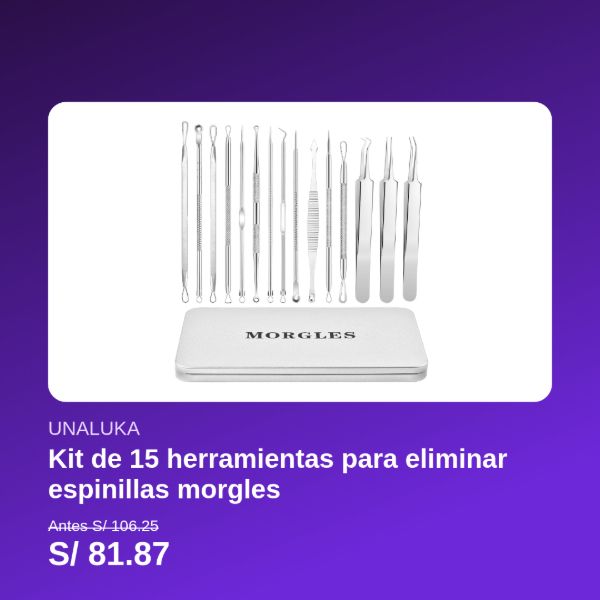 MORGLES
UNALUKA
Kit de 15 herramientas para eliminar
espinillas morgles
Antes S/ 106.25
S/ 81.87